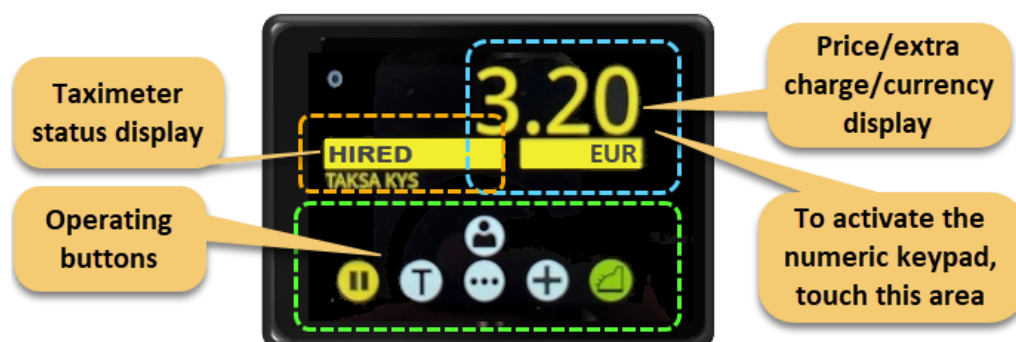 Taximeter
status display
Operating
buttons
3.20
HIRED
EUR
TAKSA KYS
T
Price/extra
charge/currency
display
To activate the
numeric keypad,
touch this area